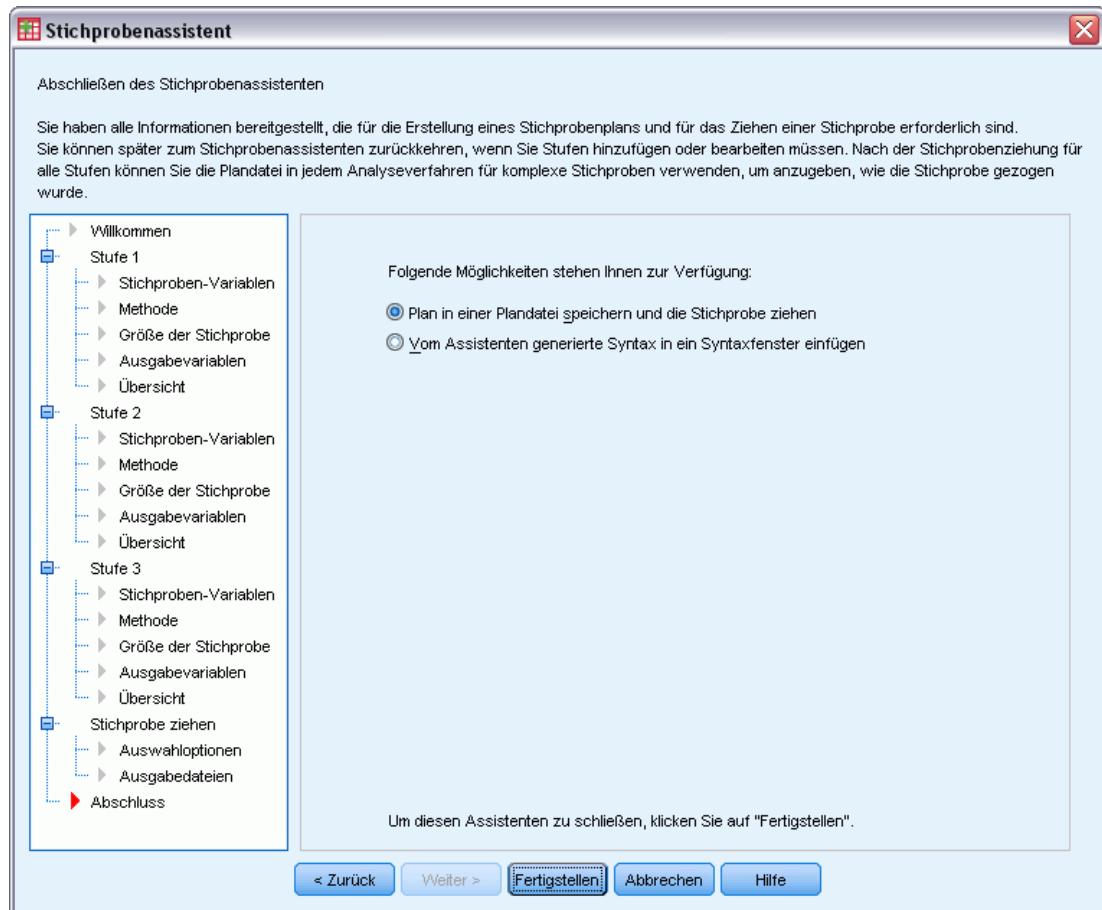 Stichprobenassistent
Abschließen des Stichprobenassistenten
Sie haben alle Informationen bereitgestellt, die für die Erstellung eines Stichprobenplans und für das Ziehen einer Stichprobe erforderlich sind.
Sie können später zum Stichprobenassistenten zurückkehren, wenn Sie Stufen hinzufügen oder bearbeiten müssen. Nach der Stichprobenziehung für
alle Stufen können Sie die Plandatei in jedem Analyseverfahren für komplexe Stichproben verwenden, um anzugeben, wie die Stichprobe gezogen
wurde.
Willkommen
Stufe 1
Stichproben-Variablen
Methode
Größe der Stichprobe
Ausgabevariablen
Übersicht
Stufe 2
Stichproben-Variablen
Methode
Größe der Stichprobe
Ausgabevariablen
Übersicht
Stufe 3
Stichproben-Variablen
Methode
Größe der Stichprobe
Ausgabevariablen
Übersicht
Stichprobe ziehen
Auswahloptionen
Ausgabedateien
Abschluss
Folgende Möglichkeiten stehen Ihnen zur Verfügung:
Plan in einer Plandatei speichern und die Stichprobe ziehen
Vom Assistenten generierte Syntax in ein Syntaxfenster einfügen
Um diesen Assistenten zu schließen, klicken Sie auf "Fertigstellen".
< Zurück
Weiter >
Fertigstellen
Abbrechen
Hilfe